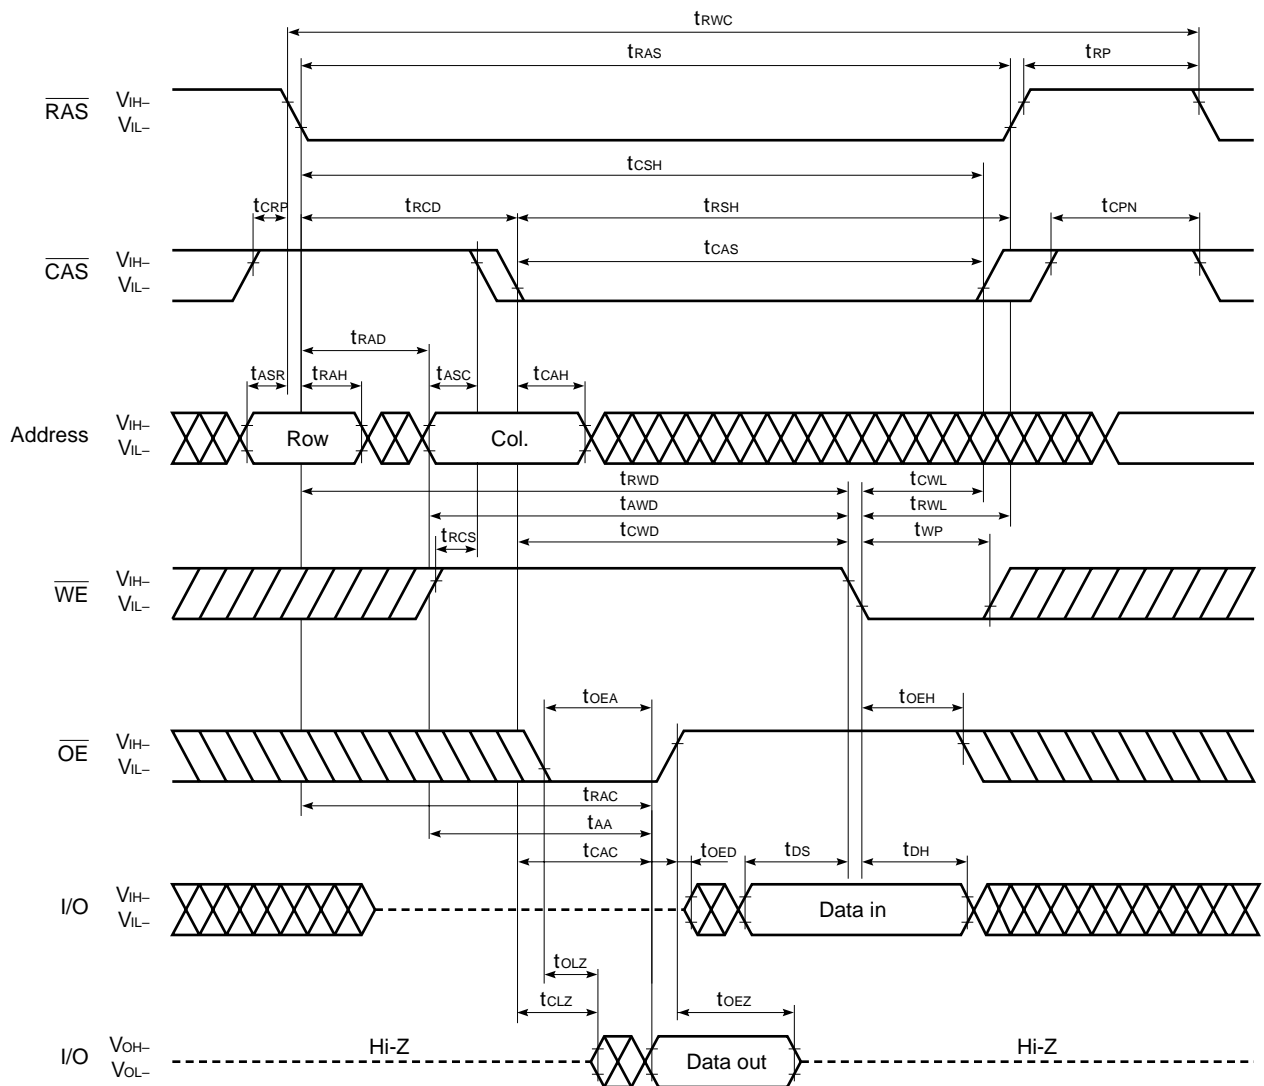 tRWC
tRAS
tRP
RAS
VIH–
VIL–
tCSH
tCRP
tRCD
tRSH
tCPN
CAS
VIH–
VIL–
tCAS
tRAD
tASR
tRAH
tASC
tCAH
Address
VIH–
VIL–
Row
Col.
tRWD
tCWL
tAWD
tRWL
tRCS
tCWD
tWP
WE
VIH–
VIL–
tOEA
tOEH
OE
VIH–
VIL–
tRAC
tAA
tCAC
tOED
tDS
tDH
I/O
VIH–
VIL–
Data in
tOLZ
tCLZ
tOEZ
I/O
VOH–
VOL–
Hi-Z
Data out
Hi-Z